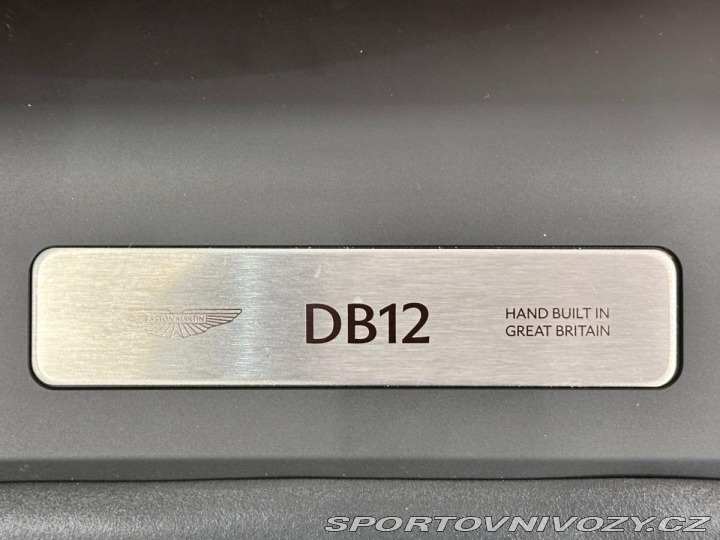 ASTON MARTIN
DB12
HAND BUILT IN
GREAT BRITAIN
SPORTOVNIVOZY.CZ